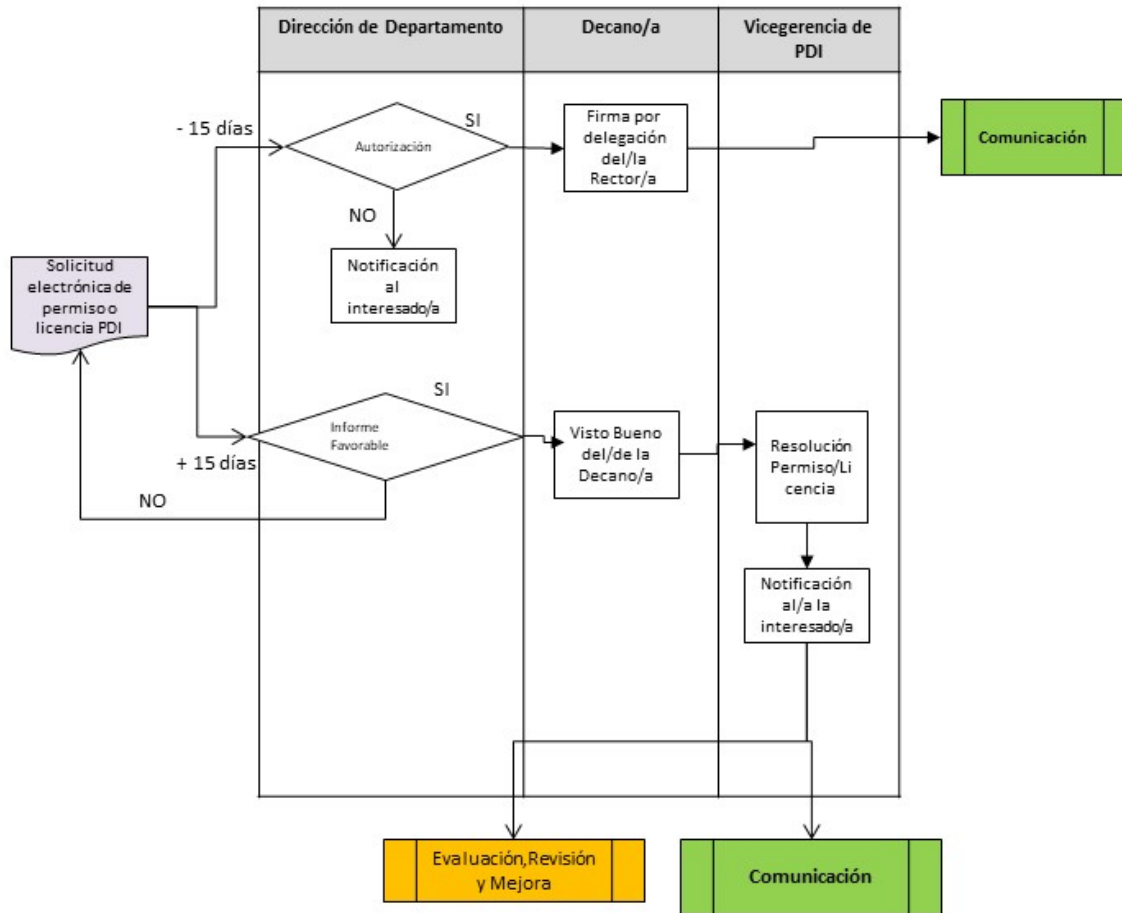 Dirección de Departamento
Decano/a
Vicegerencia de
PDI
- 15 días
Autorización
SI
Firma por
delegación
del/la
Rector/a
Comunicación
NO
Notificación
al
interesado/a
Solicitud
electrónica de
permiso o
licencia PDI
SI
Informe
Favorable
+ 15 días
NO
Visto Bueno
del/de la
Decano/a
Resolución
Permiso/Li
cencia
Notificación
al/a la
interesado/a
Evaluación,Revisión
y Mejora
Comunicación